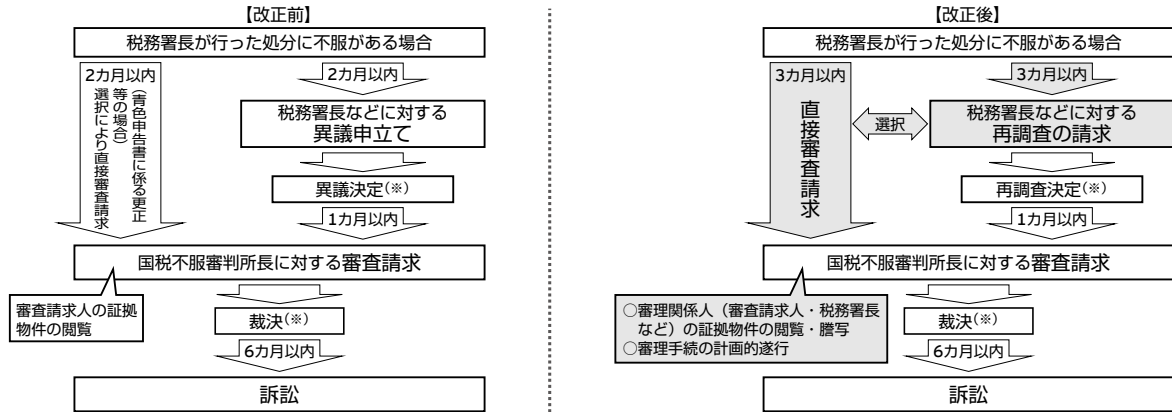 【改正前】
税務署長が行った処分に不服がある場合
2カ月以内
（青色申告書に係る更正
等の場合）
選択により直接審査請求
2カ月以内
税務署長などに対する
異議申立て
異議決定(※)
1カ月以内
国税不服審判所長に対する審査請求
審査請求人の証拠
物件の閲覧
裁決(※)
6カ月以内
訴訟
【改正後】
税務署長が行った処分に不服がある場合
3カ月以内
直接審査請求
選択
3カ月以内
税務署長などに対する
再調査の請求
再調査決定(※)
1カ月以内
国税不服審判所長に対する審査請求
○審理関係人（審査請求人・税務署長
など）の証拠物件の閲覧・謄写
○審理手続の計画的遂行
裁決(※)
6カ月以内
訴訟